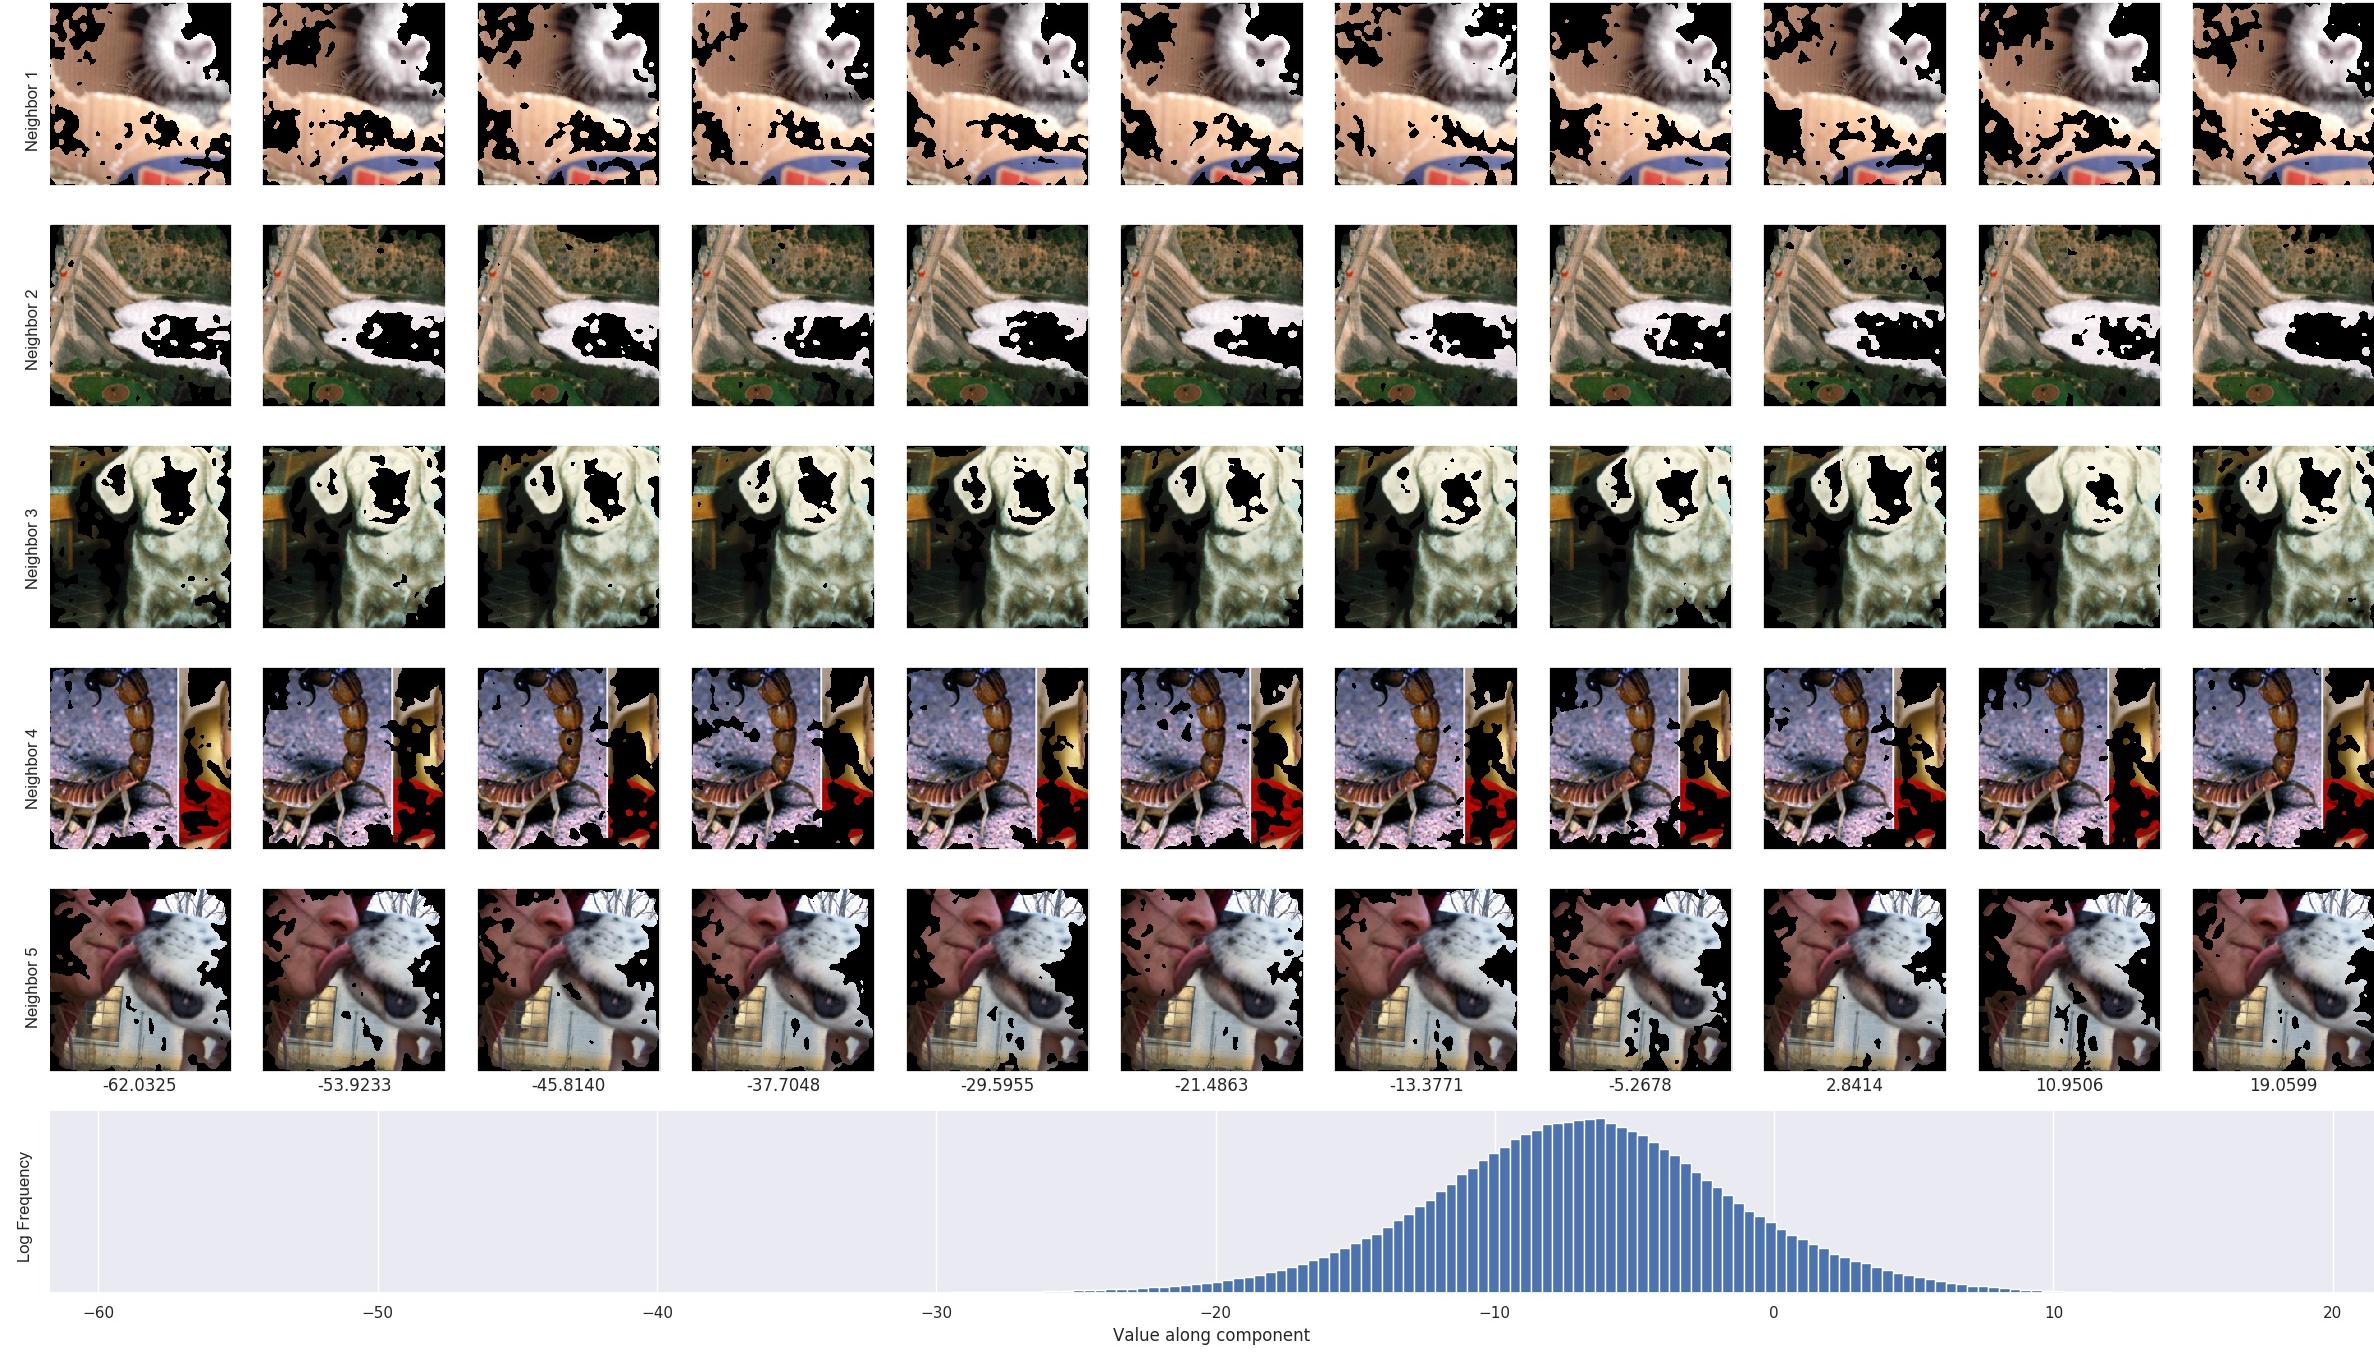 Neighbor 1
Neighbor 2
Neighbor 3
Neighbor 4
Neighbor 5
-62.0325 -53.9233 -45.8140 -37.7048 -29.5955 -21.4863 -13.3771 -5.2678 2.8414 10.9506 19.0599
Log Frequency
−60 −50 −40 −30 −20 −10 0 10 20
Value along component